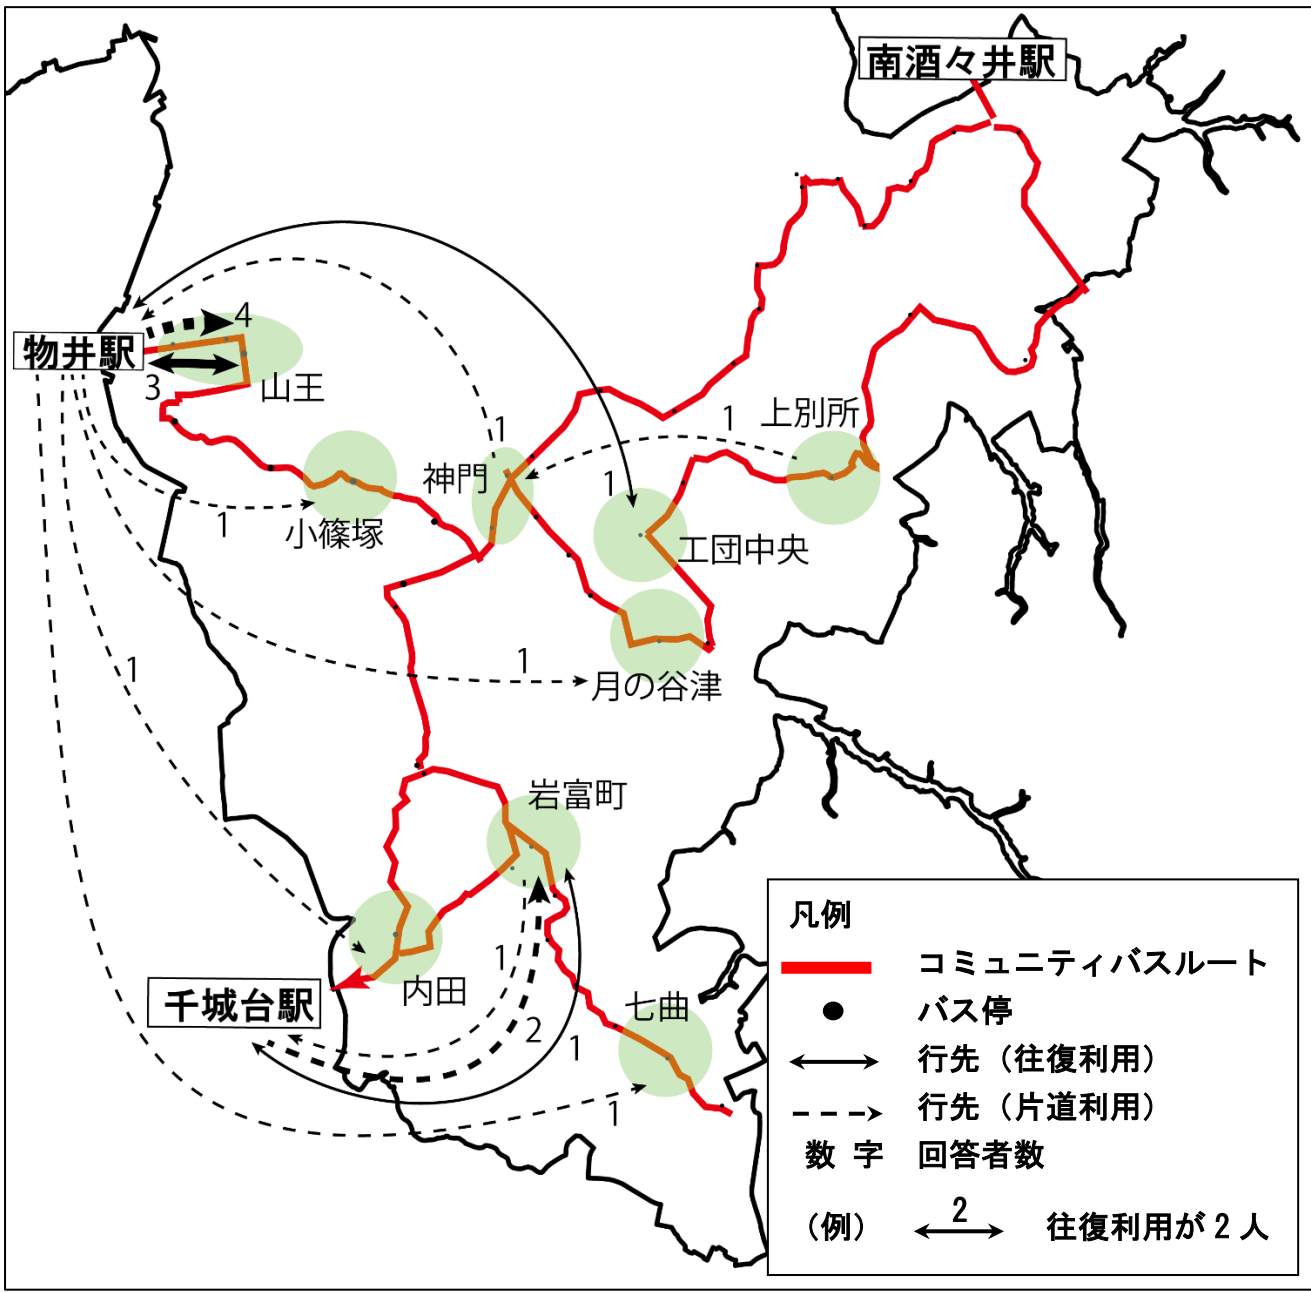 南酒々井駅
4
物井駅
3
山王
1
上別所
1
神門
1
小篠塚
1
工団中央
1
1
月の谷津
1
岩富町
1
内田
千城台駅
2
1
七曲
1
凡例
コミュニティバスルート
バス停
行先（往復利用）
行先（片道利用）
数 字 回答者数
（例） 2 往復利用が 2 人